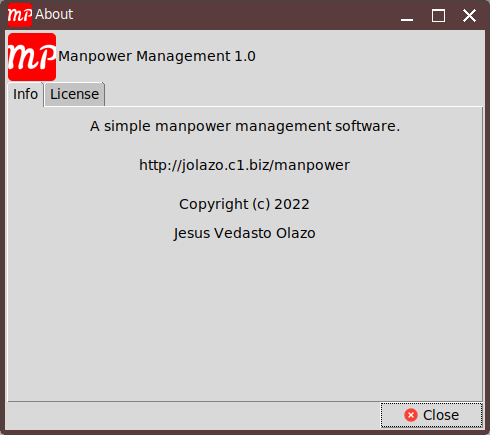 MP About
MP Manpower Management 1.0
Info License
A simple manpower management software.
http://jolazo.c1.biz/manpower
Copyright (c) 2022
Jesus Vedasto Olazo
Close